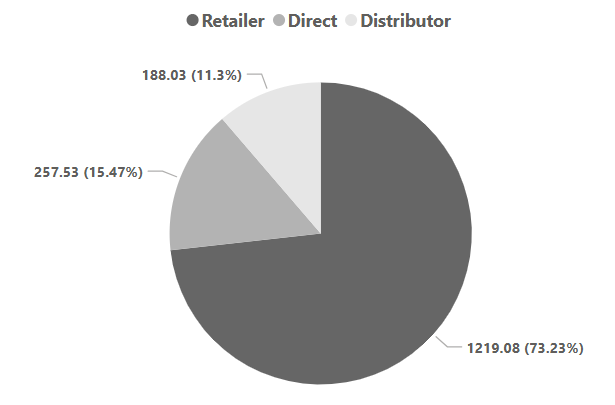 Retailer Direct Distributor
188.03 (11.3%)
257.53 (15.47%)
1219.08 (73.23%)